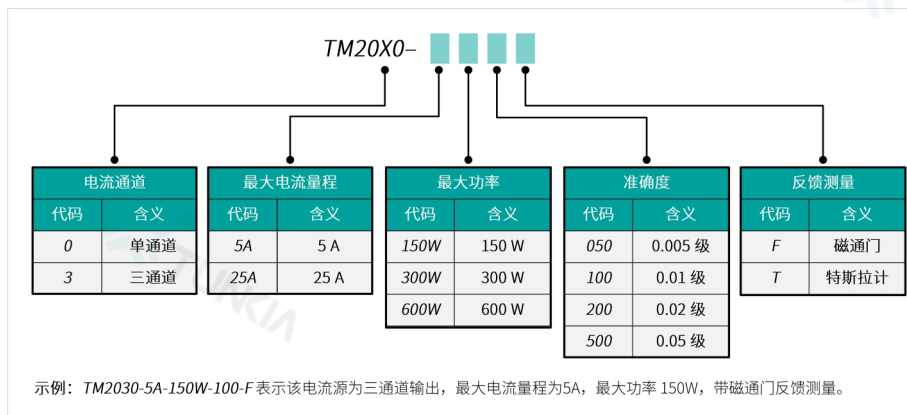 TM20X0-
电流通道
代码 含义
0 单通道
3 三通道
最大电流量程
代码 含义
5A 5 A
25A 25 A
最大功率
代码 含义
150W 150 W
300W 300 W
600W 600 W
准确度
代码 含义
050 0.005 级
100 0.01 级
200 0.02 级
500 0.05 级
反馈测量
代码 含义
F 磁通门
T 特斯拉计
TUNKIA
示例：TM2030-5A-150W-100-F 表示该电流源为三通道输出，最大电流量程为5A，最大功率 150W，带磁通门反馈测量。